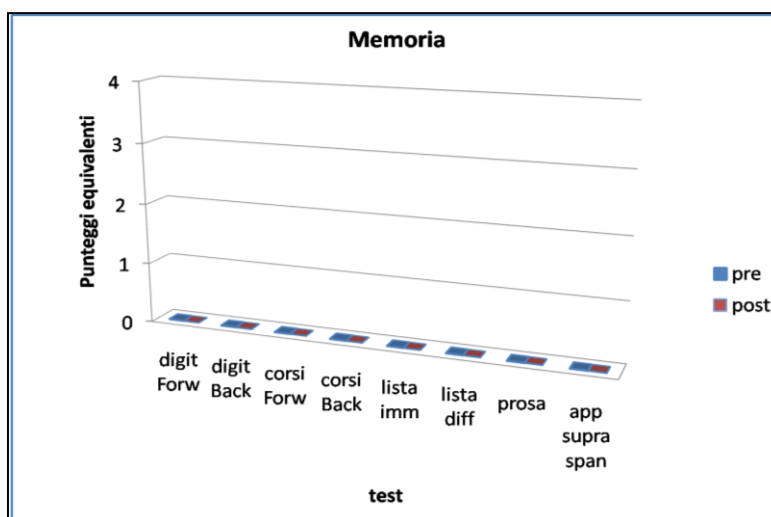 Memoria
Punteggi equivalenti
4
3
2
1
0
digit
Forw
digit
Back
corsi
Forw
corsi
Back
lista
imm
lista
diff
prosa
app
supra
span
test
pre
post